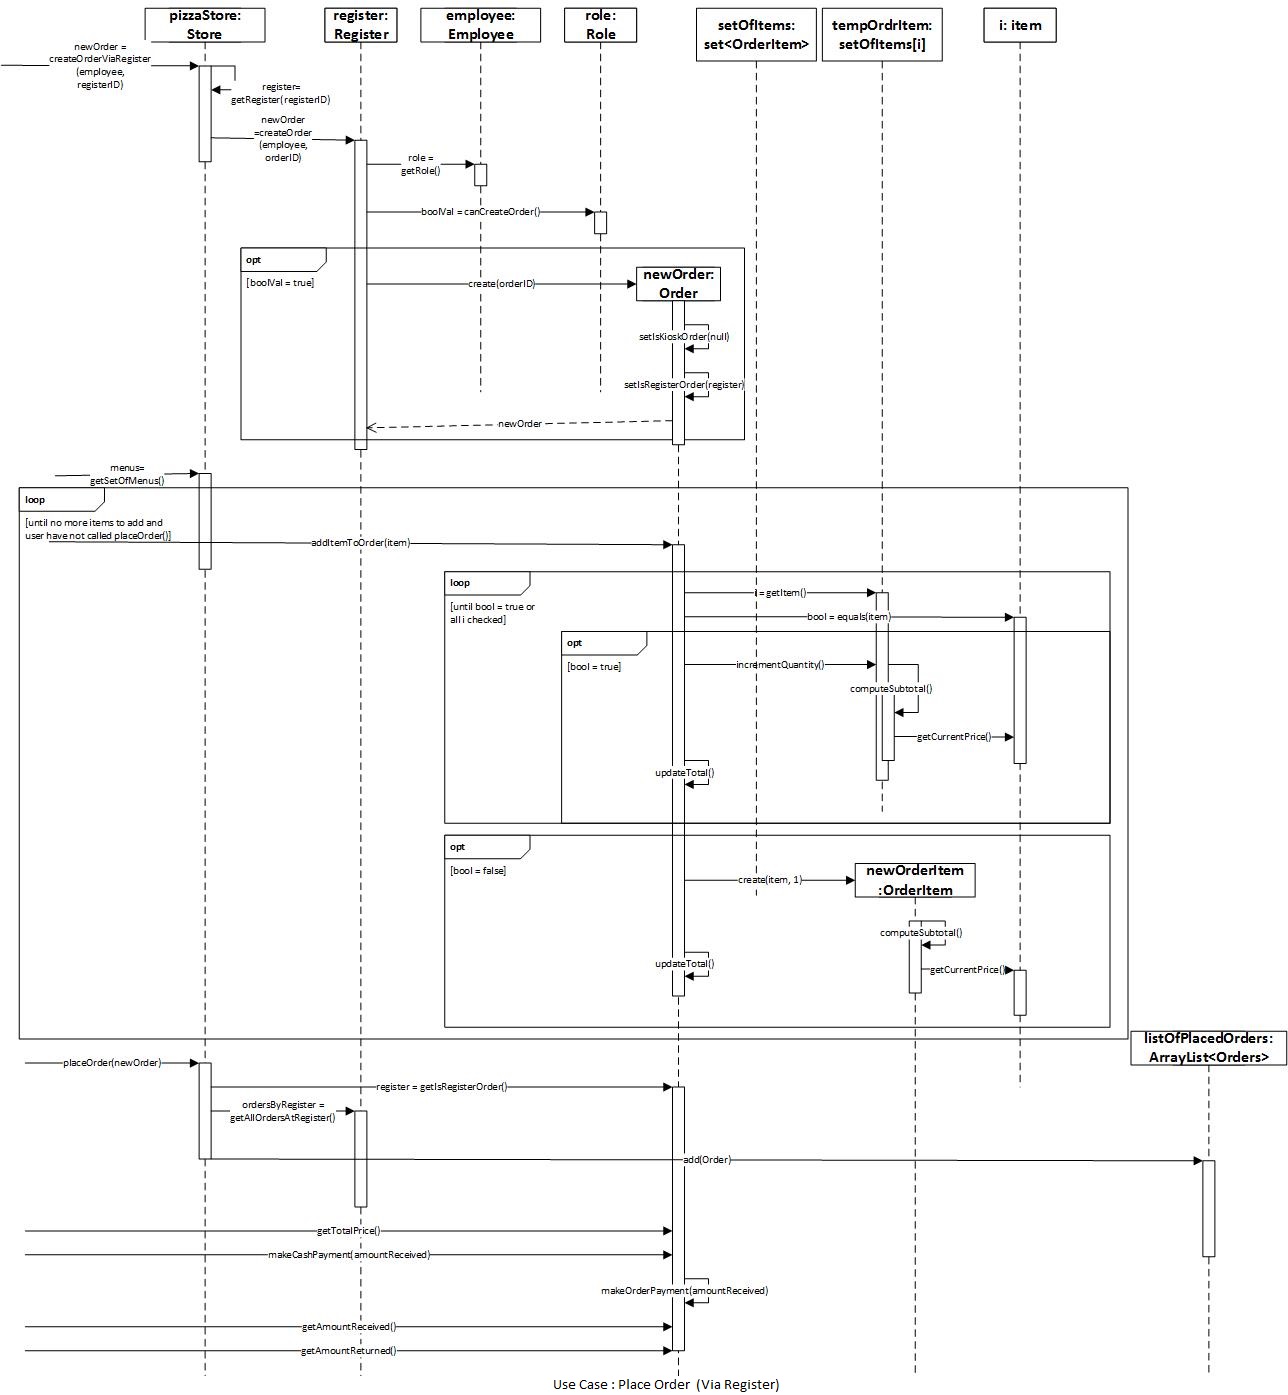 pizzaStore:
Store
register:
Register
employee:
Employee
role:
Role
setOfItems:
set<OrderItem>
tempOrdrItem:
setOfItems[i]
i: item
newOrder =
createOrderViaRegister
(employee,
registerID)
register=
getRegister(registerID)
newOrder
=createOrder
(employee,
orderID)
role =
getRole()
boolVal = canCreateOrder()
opt
[boolVal = true]
create(orderID)
newOrder:
Order
setIsKioskOrder(null)
setIsRegisterOrder(register)
newOrder
menus=
getSetOfMenus()
loop
[until no more items to add and
user have not called placeOrder()]
addItemToOrder(item)
loop
[until bool = true or
all i checked]
i = getItem()
bool = equals(item)
opt
[bool = true]
incrementQuantity()
computeSubtotal()
getCurrentPrice()
updateTotal()
opt
[bool = false]
create(item, 1)
newOrderItem
:OrderItem
computeSubtotal()
getCurrentPrice()
updateTotal()
listOfPlacedOrders:
ArrayList<Orders>
placeOrder(newOrder)
register = getIsRegisterOrder()
ordersByRegister =
getAllOrdersAtRegister()
add(Order)
getTotalPrice()
makeCashPayment(amountReceived)
makeOrderPayment(amountReceived)
getAmountReceived()
getAmountReturned()
Use Case : Place Order (Via Register)